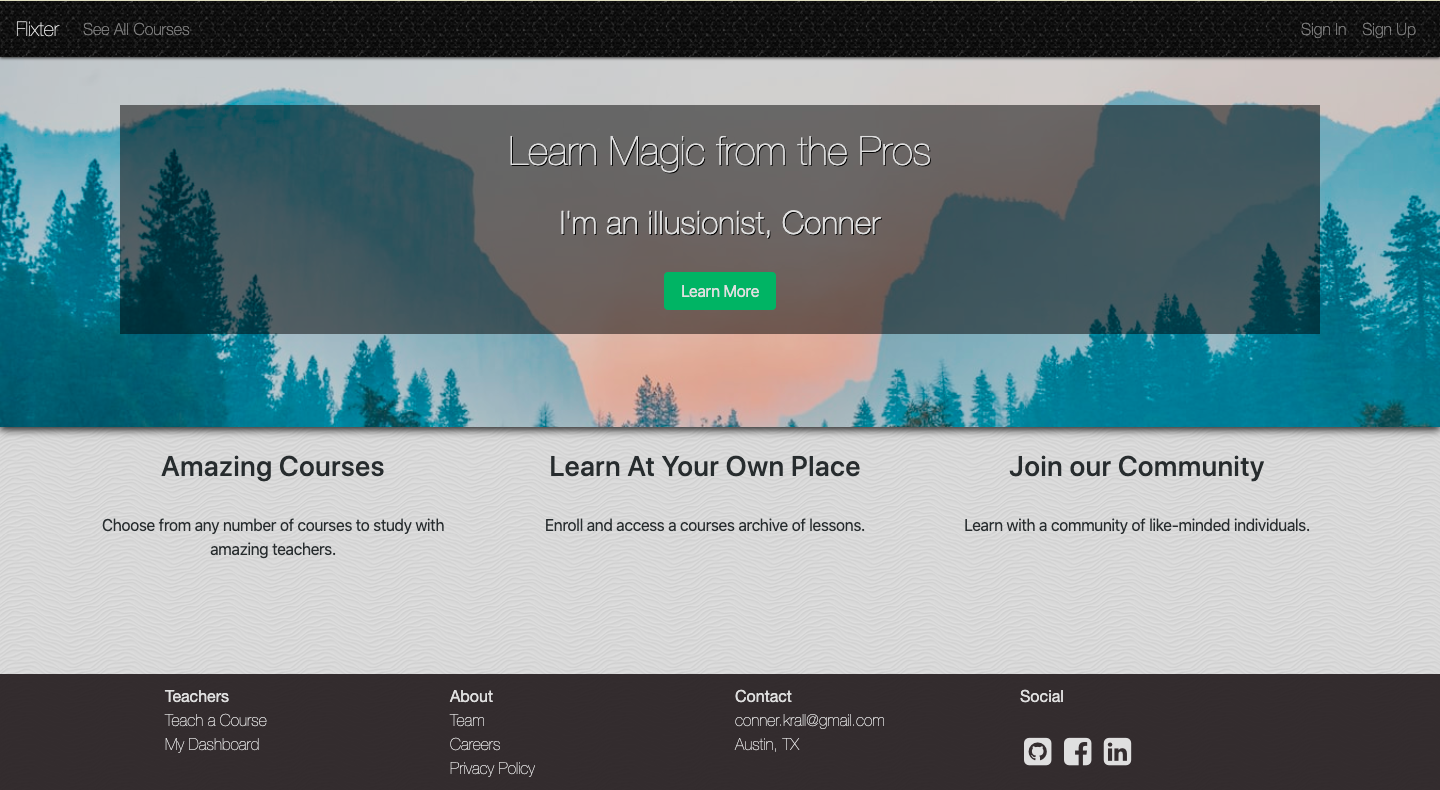 Flixter See All Courses Sign In Sign Up
Learn Magic from the Pros
I'm an illusionist, Conner
Learn More
Amazing Courses
Choose from any number of courses to study with
amazing teachers.
Learn At Your Own Place
Enroll and access a courses archive of lessons.
Join our Community
Learn with a community of like-minded individuals.
Teachers
Teach a Course
My Dashboard
About
Team
Careers
Privacy Policy
Contact
conner.krall@gmail.com
Austin, TX
Social